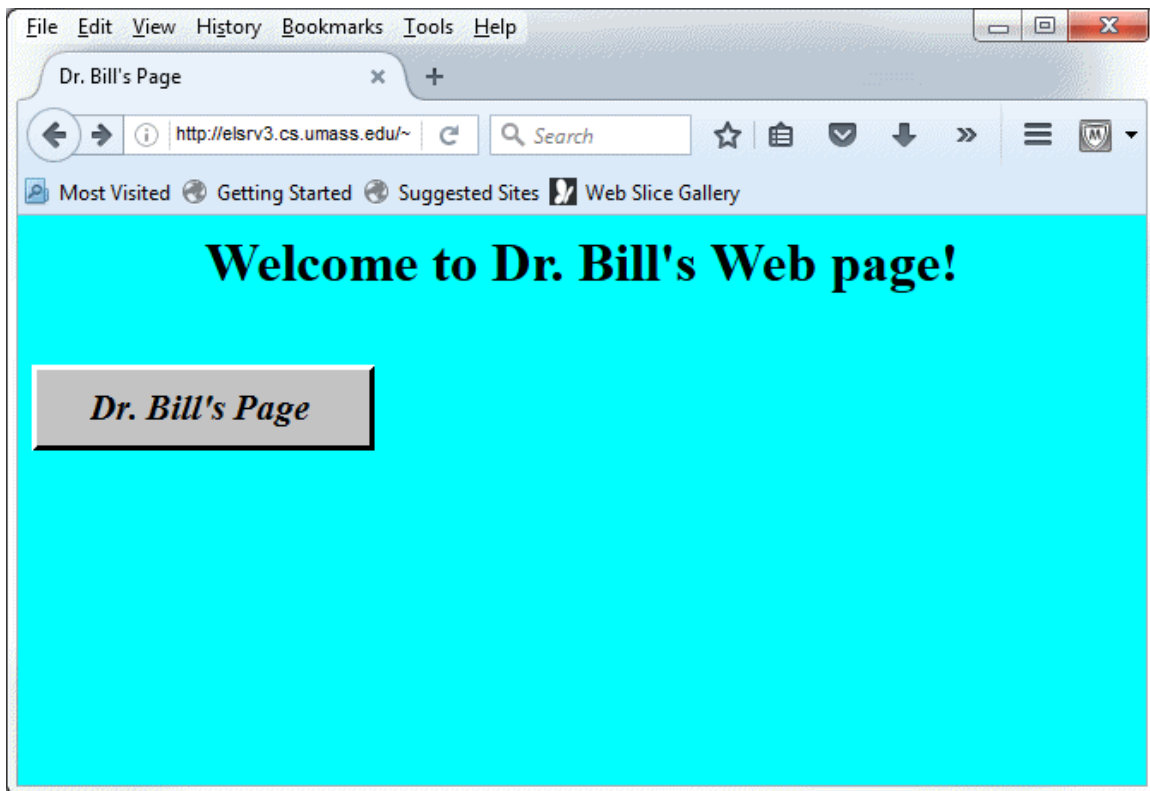 File Edit View History Bookmarks Tools Help
Dr. Bill's Page
http://elsrv3.cs.umass.edu/~ Search
Most Visited Getting Started Suggested Sites Web Slice Gallery
Welcome to Dr. Bill's Web page!
Dr. Bill's Page